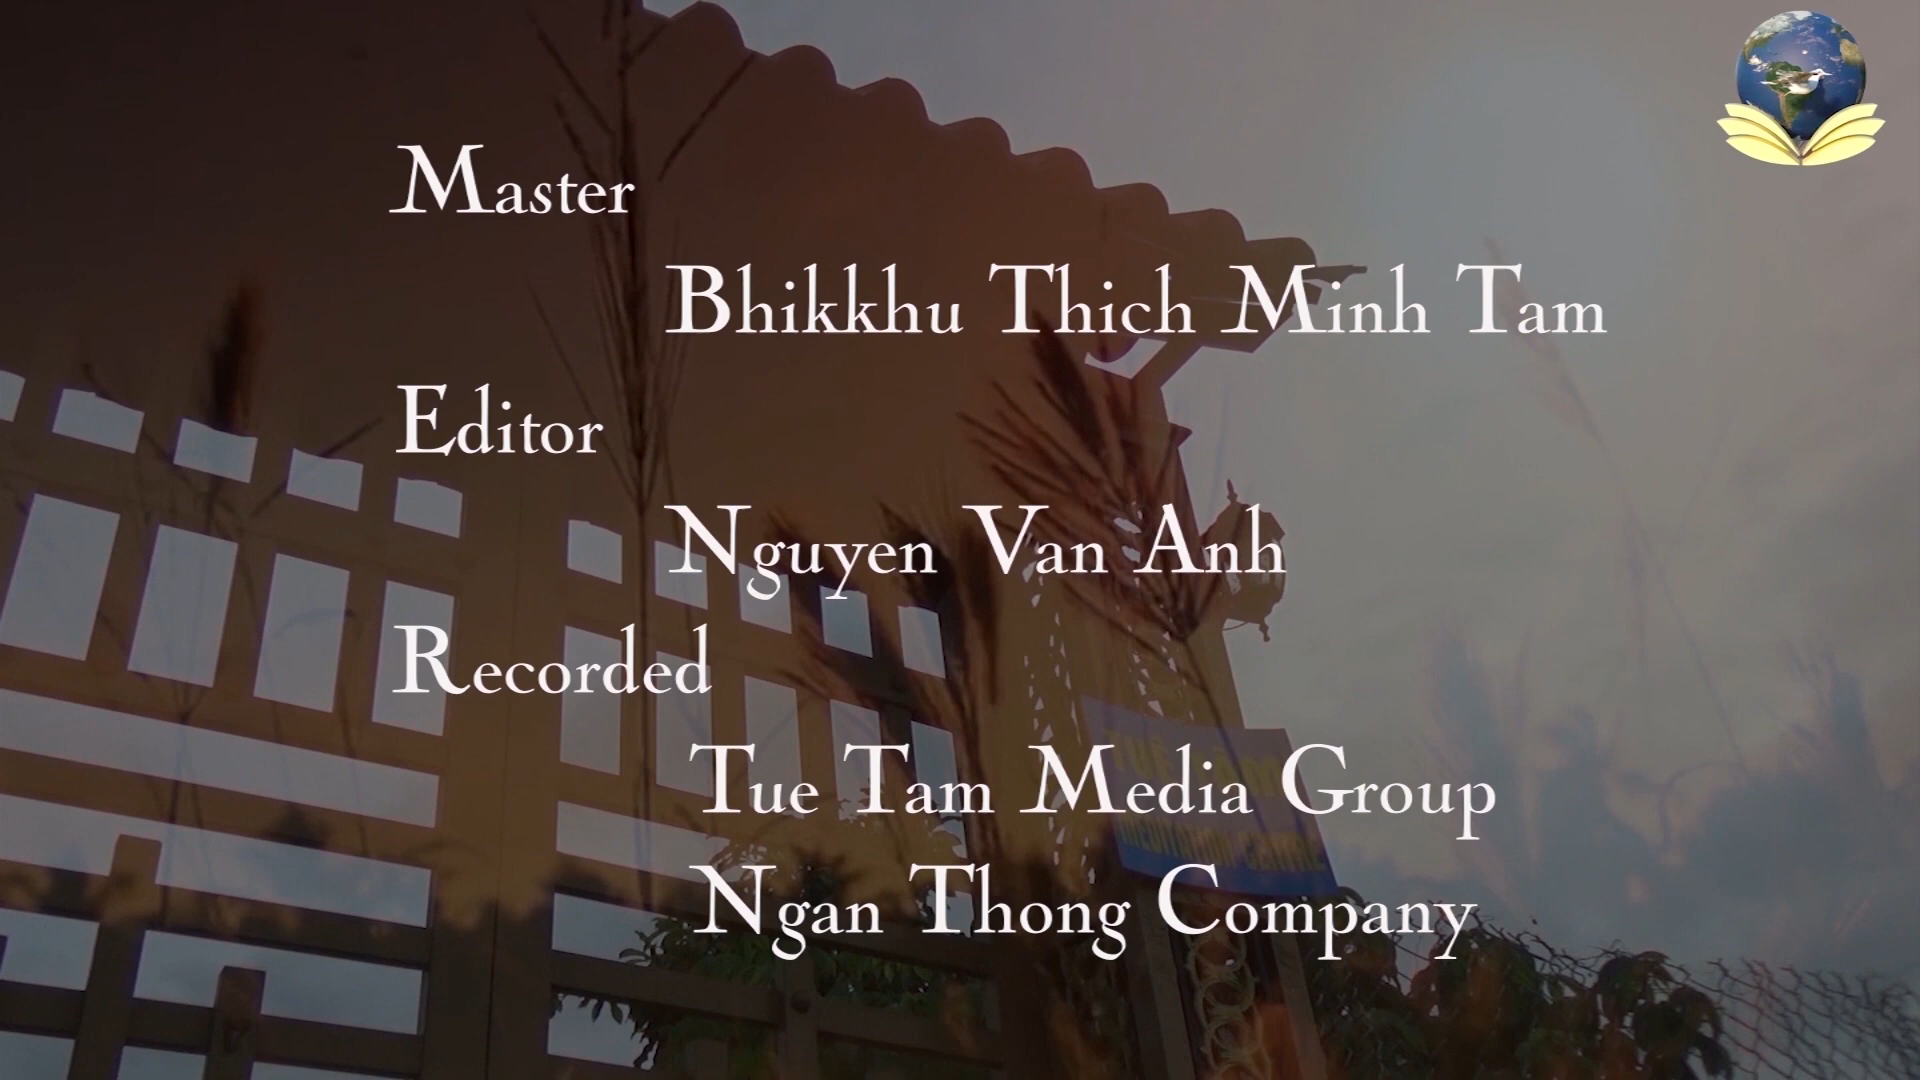 Master
Bhikkhu Thich Minh Tam
Editor
Nguyen Van Anh
Recorded
Tue Tam Media Group
Ngan Thong Company